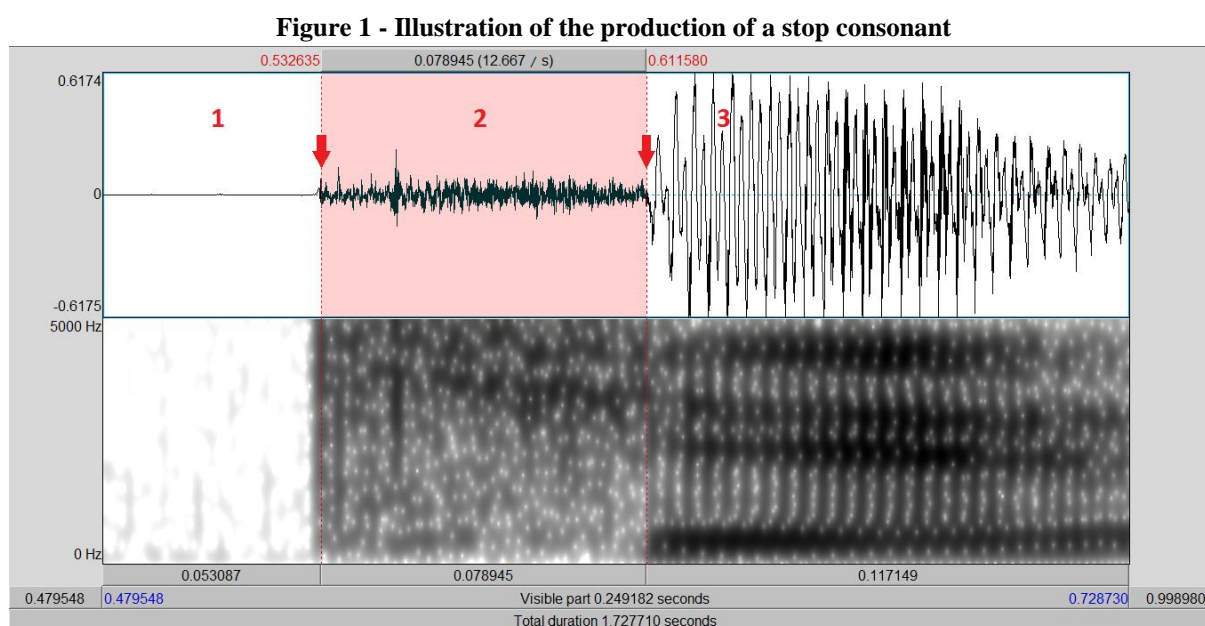 Figure 1 - Illustration of the production of a stop consonant
0.532635 0.078945 (12.667 / s) 0.611580
0.6174
1 2 3
0
-0.6175
5000 Hz
0 Hz
0.053087 0.078945 0.117149
0.479548 0.479548 Visible part 0.249182 seconds 0.728730 0.998980
Total duration 1.727710 seconds